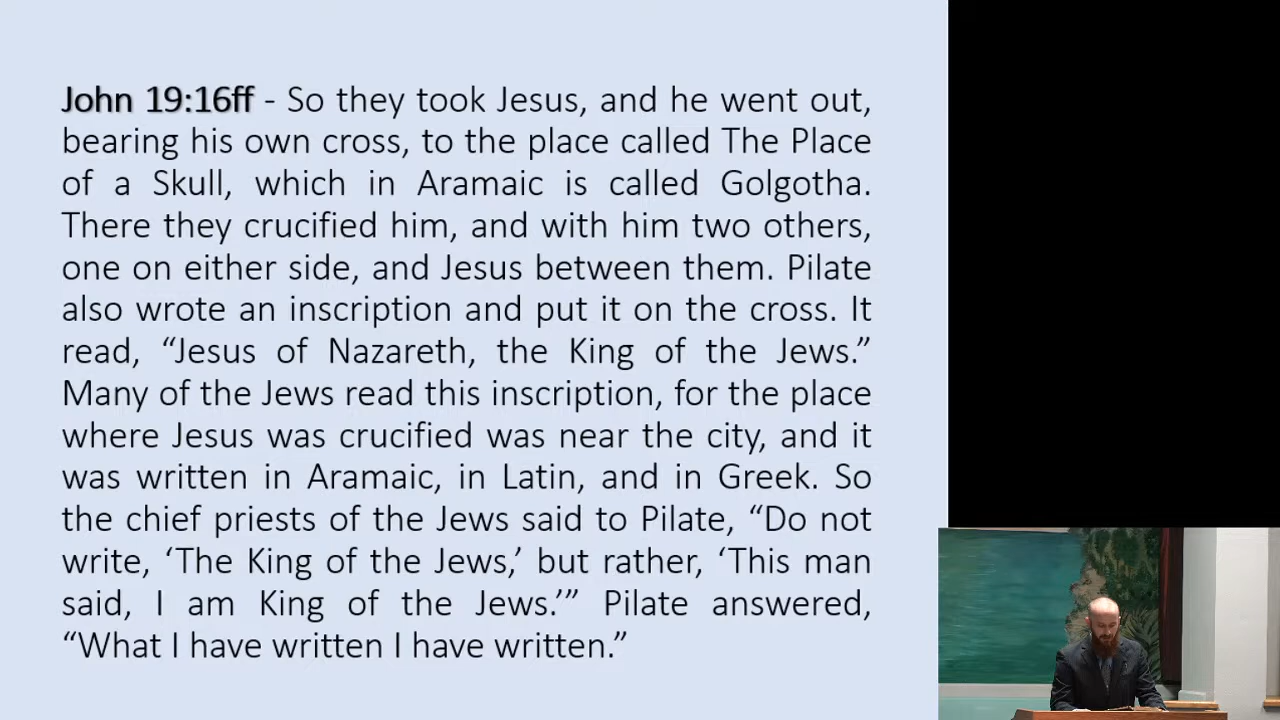 John 19:16ff - So they took Jesus, and he went out,
bearing his own cross, to the place called The Place
of a Skull, which in Aramaic is called Golgotha.
There they crucified him, and with him two others,
one on either side, and Jesus between them. Pilate
also wrote an inscription and put it on the cross. It
read, “Jesus of Nazareth, the King of the Jews.”
Many of the Jews read this inscription, for the place
where Jesus was crucified was near the city, and it
was written in Aramaic, in Latin, and in Greek. So
the chief priests of the Jews said to Pilate, “Do not
write, ‘The King of the Jews,’ but rather, ‘This man
said, I am King of the Jews.’” Pilate answered,
“What I have written I have written.”